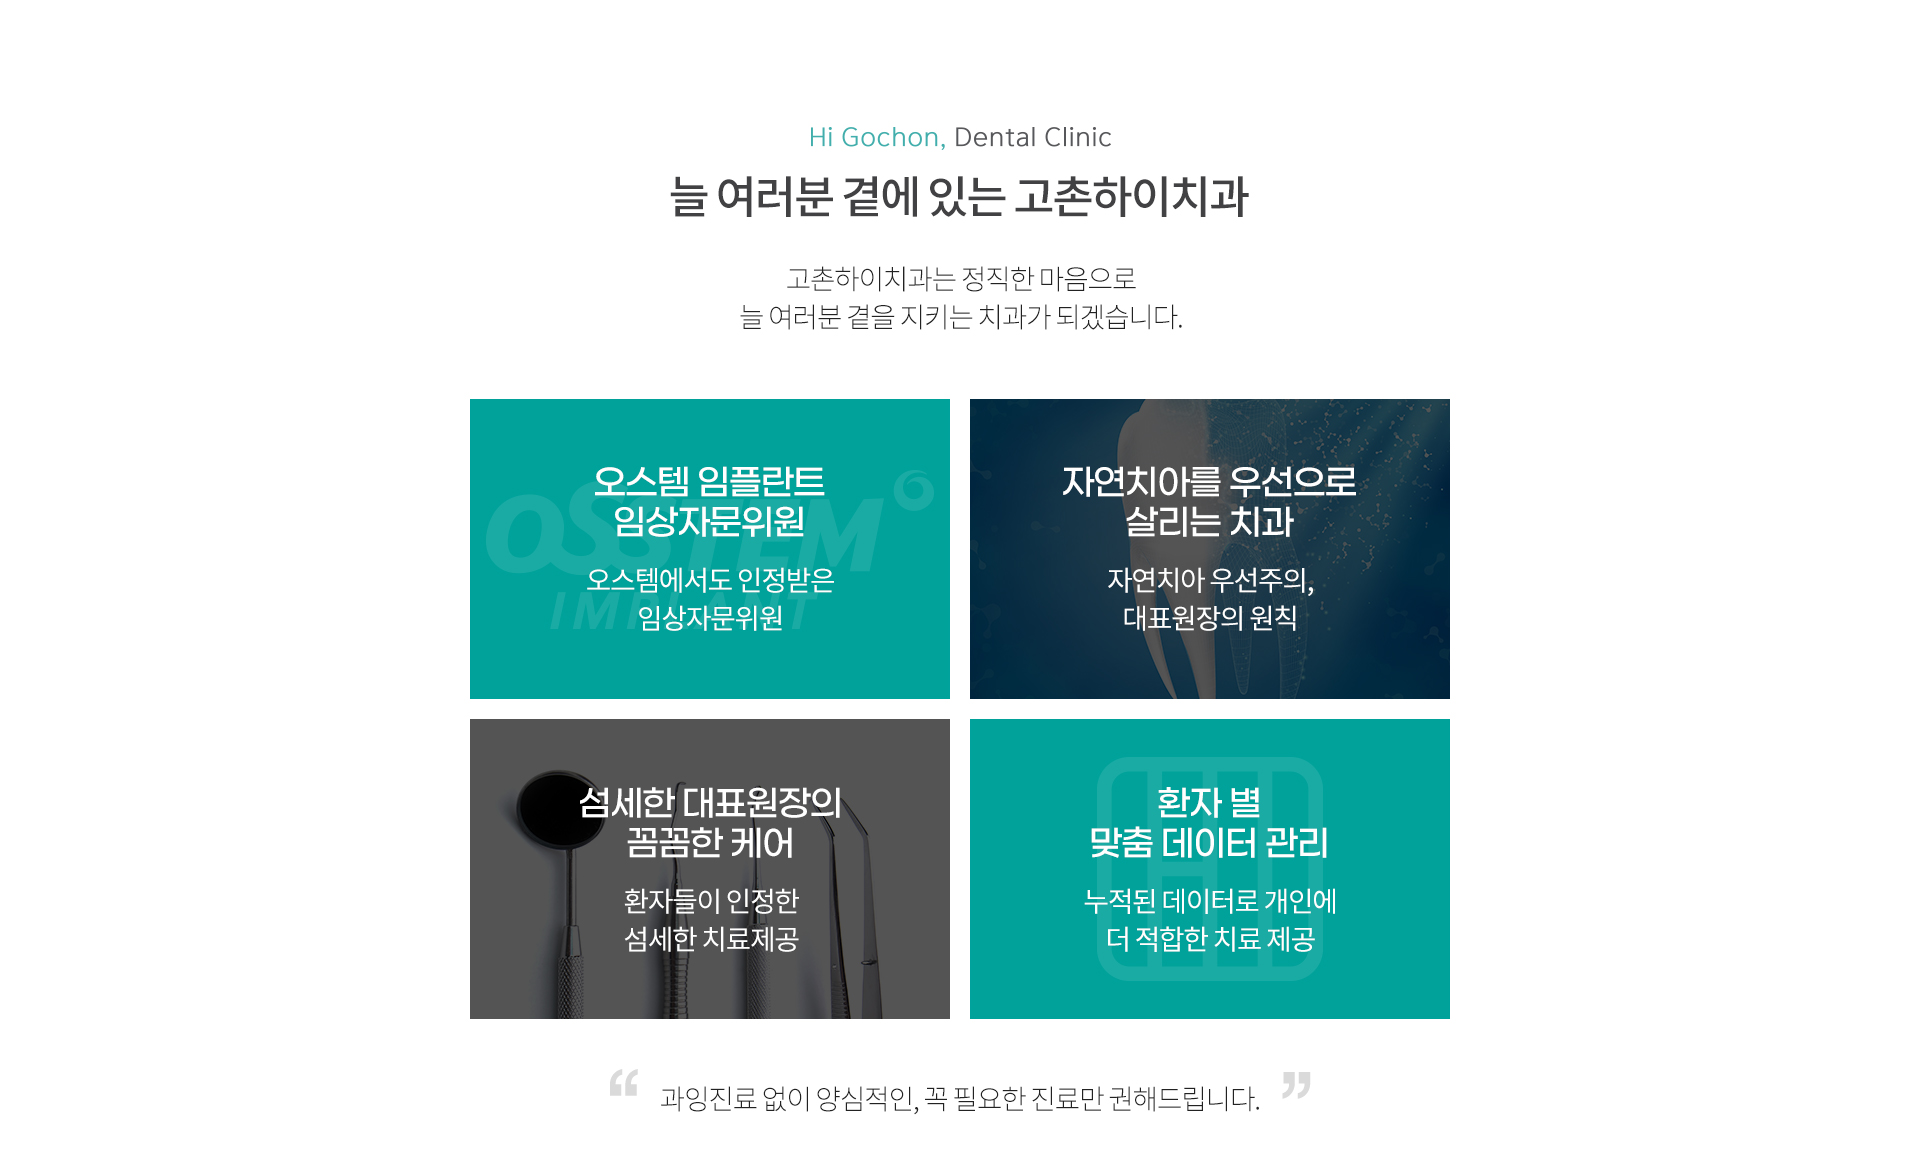 Hi Gochon, Dental Clinic
늘 여러분 곁에 있는 고촌하이치과
고촌하이치과는 정직한 마음으로
늘 여러분 곁을 지키는 치과가 되겠습니다.
OSSTEM
IMPLANT
오스템 임플란트
임상자문위원
오스템에서도 인정받은
임상자문위원
자연치아를 우선으로
살리는 치과
자연치아 우선주의,
대표원장의 원칙
섬세한 대표원장의
꼼꼼한 케어
환자들이 인정한
섬세한 치료제공
환자 별
맞춤 데이터 관리
누적된 데이터로 개인에
더 적합한 치료 제공
“ 과잉진료 없이 양심적인, 꼭 필요한 진료만 권해드립니다. ”